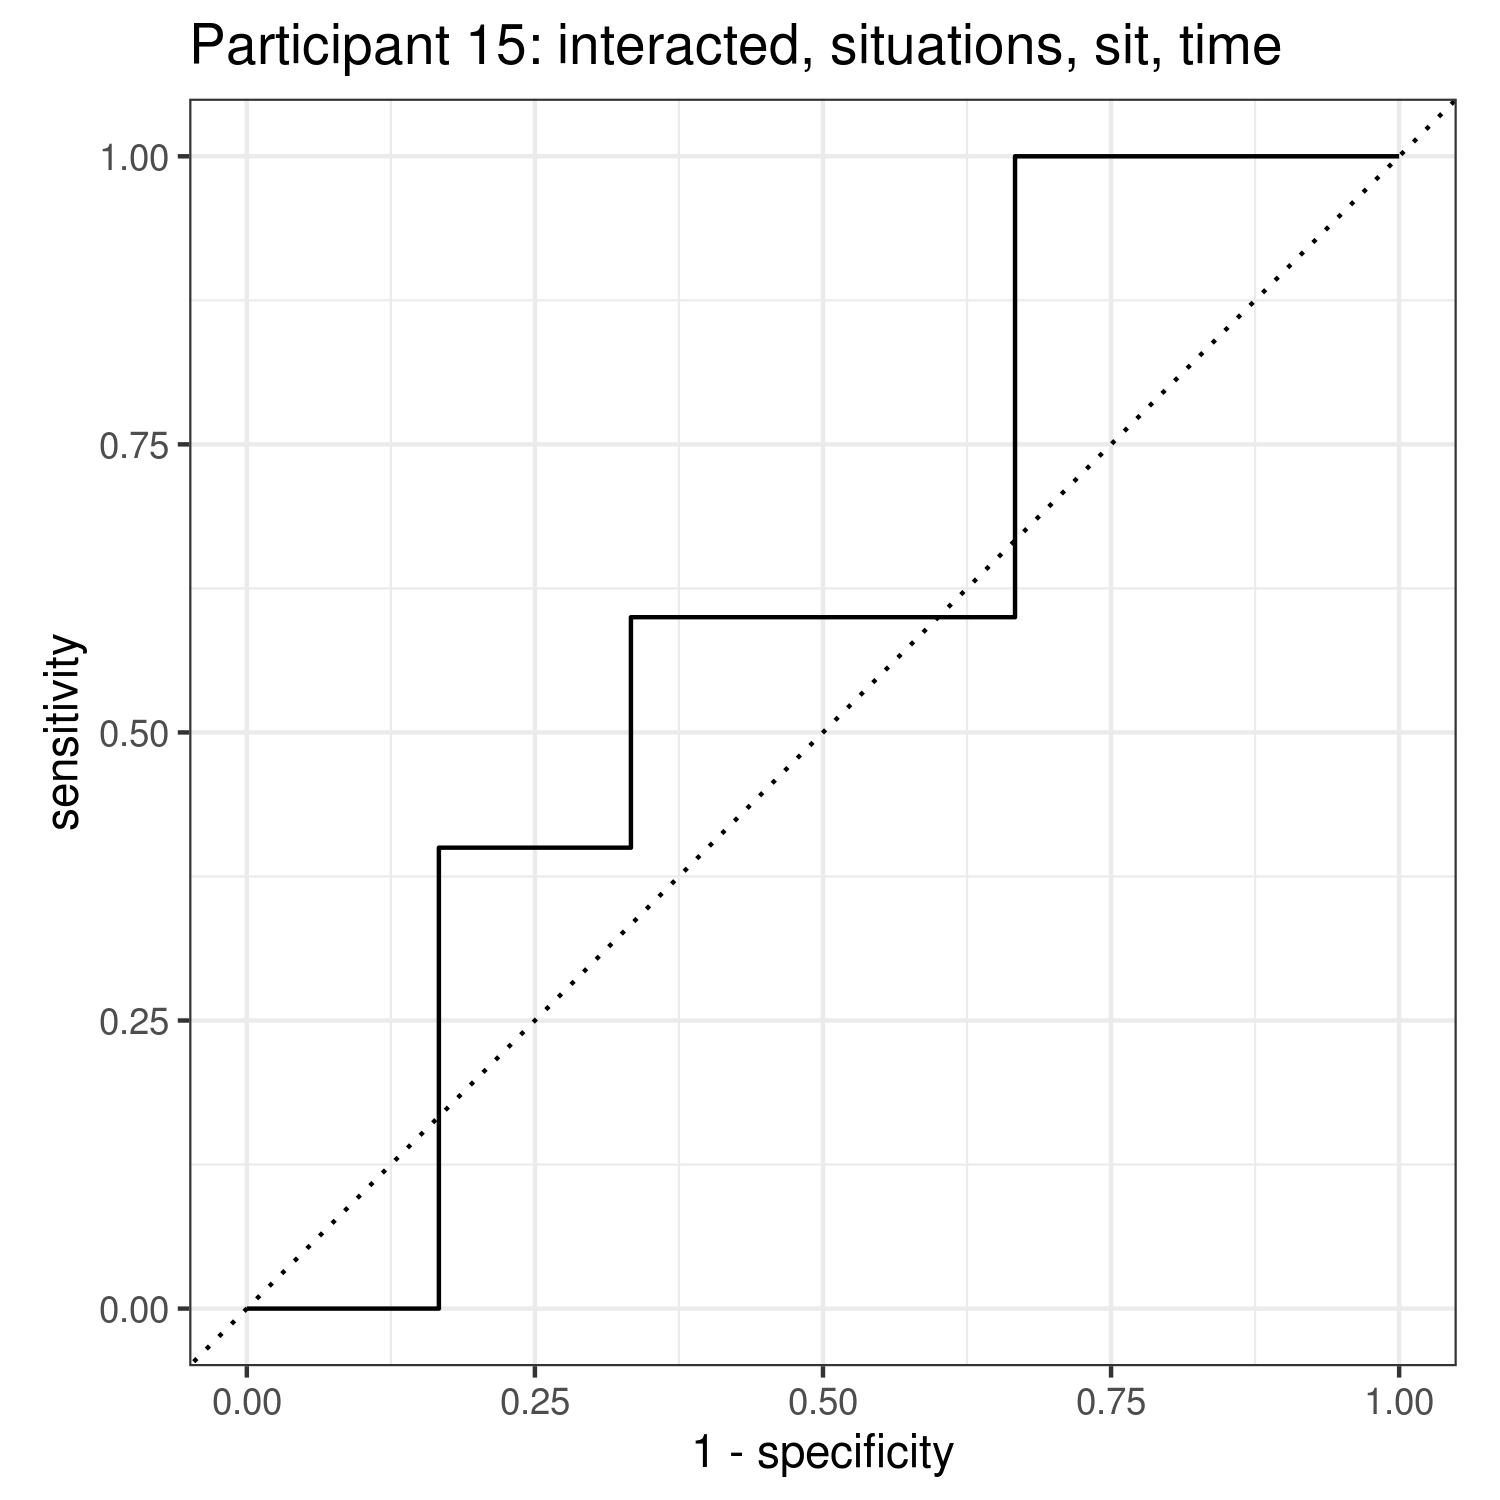 Participant 15: interacted, situations, sit, time
1.00
0.75
0.50
0.25
0.00
sensitivity
0.00 0.25 0.50 0.75 1.00
1 - specificity